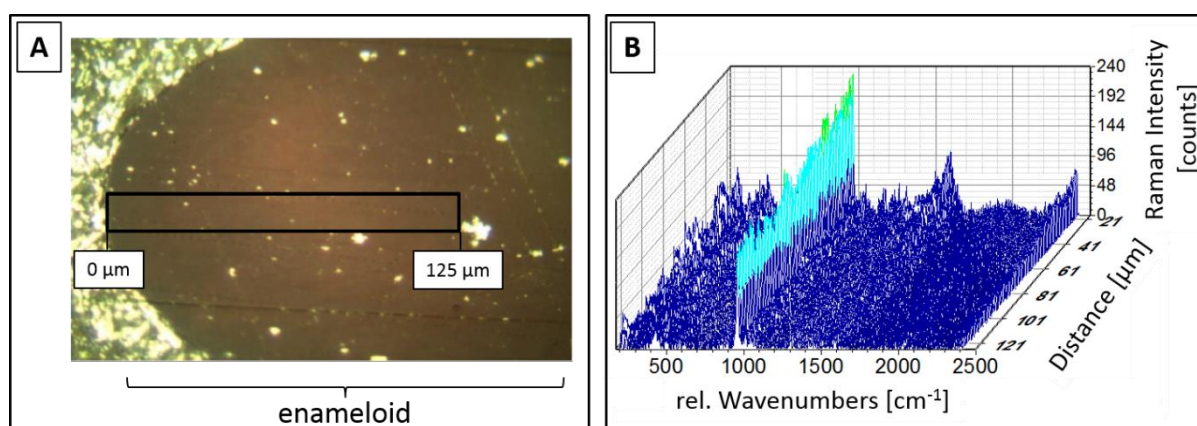 A
0 µm
125 µm
enameloid
B
240
192
144
96
48
0
Raman Intensity
[counts]
21
41
61
81
101
121
Distance [µm]
500
1000
1500
2000
2500
rel. Wavenumbers [cm⁻¹]